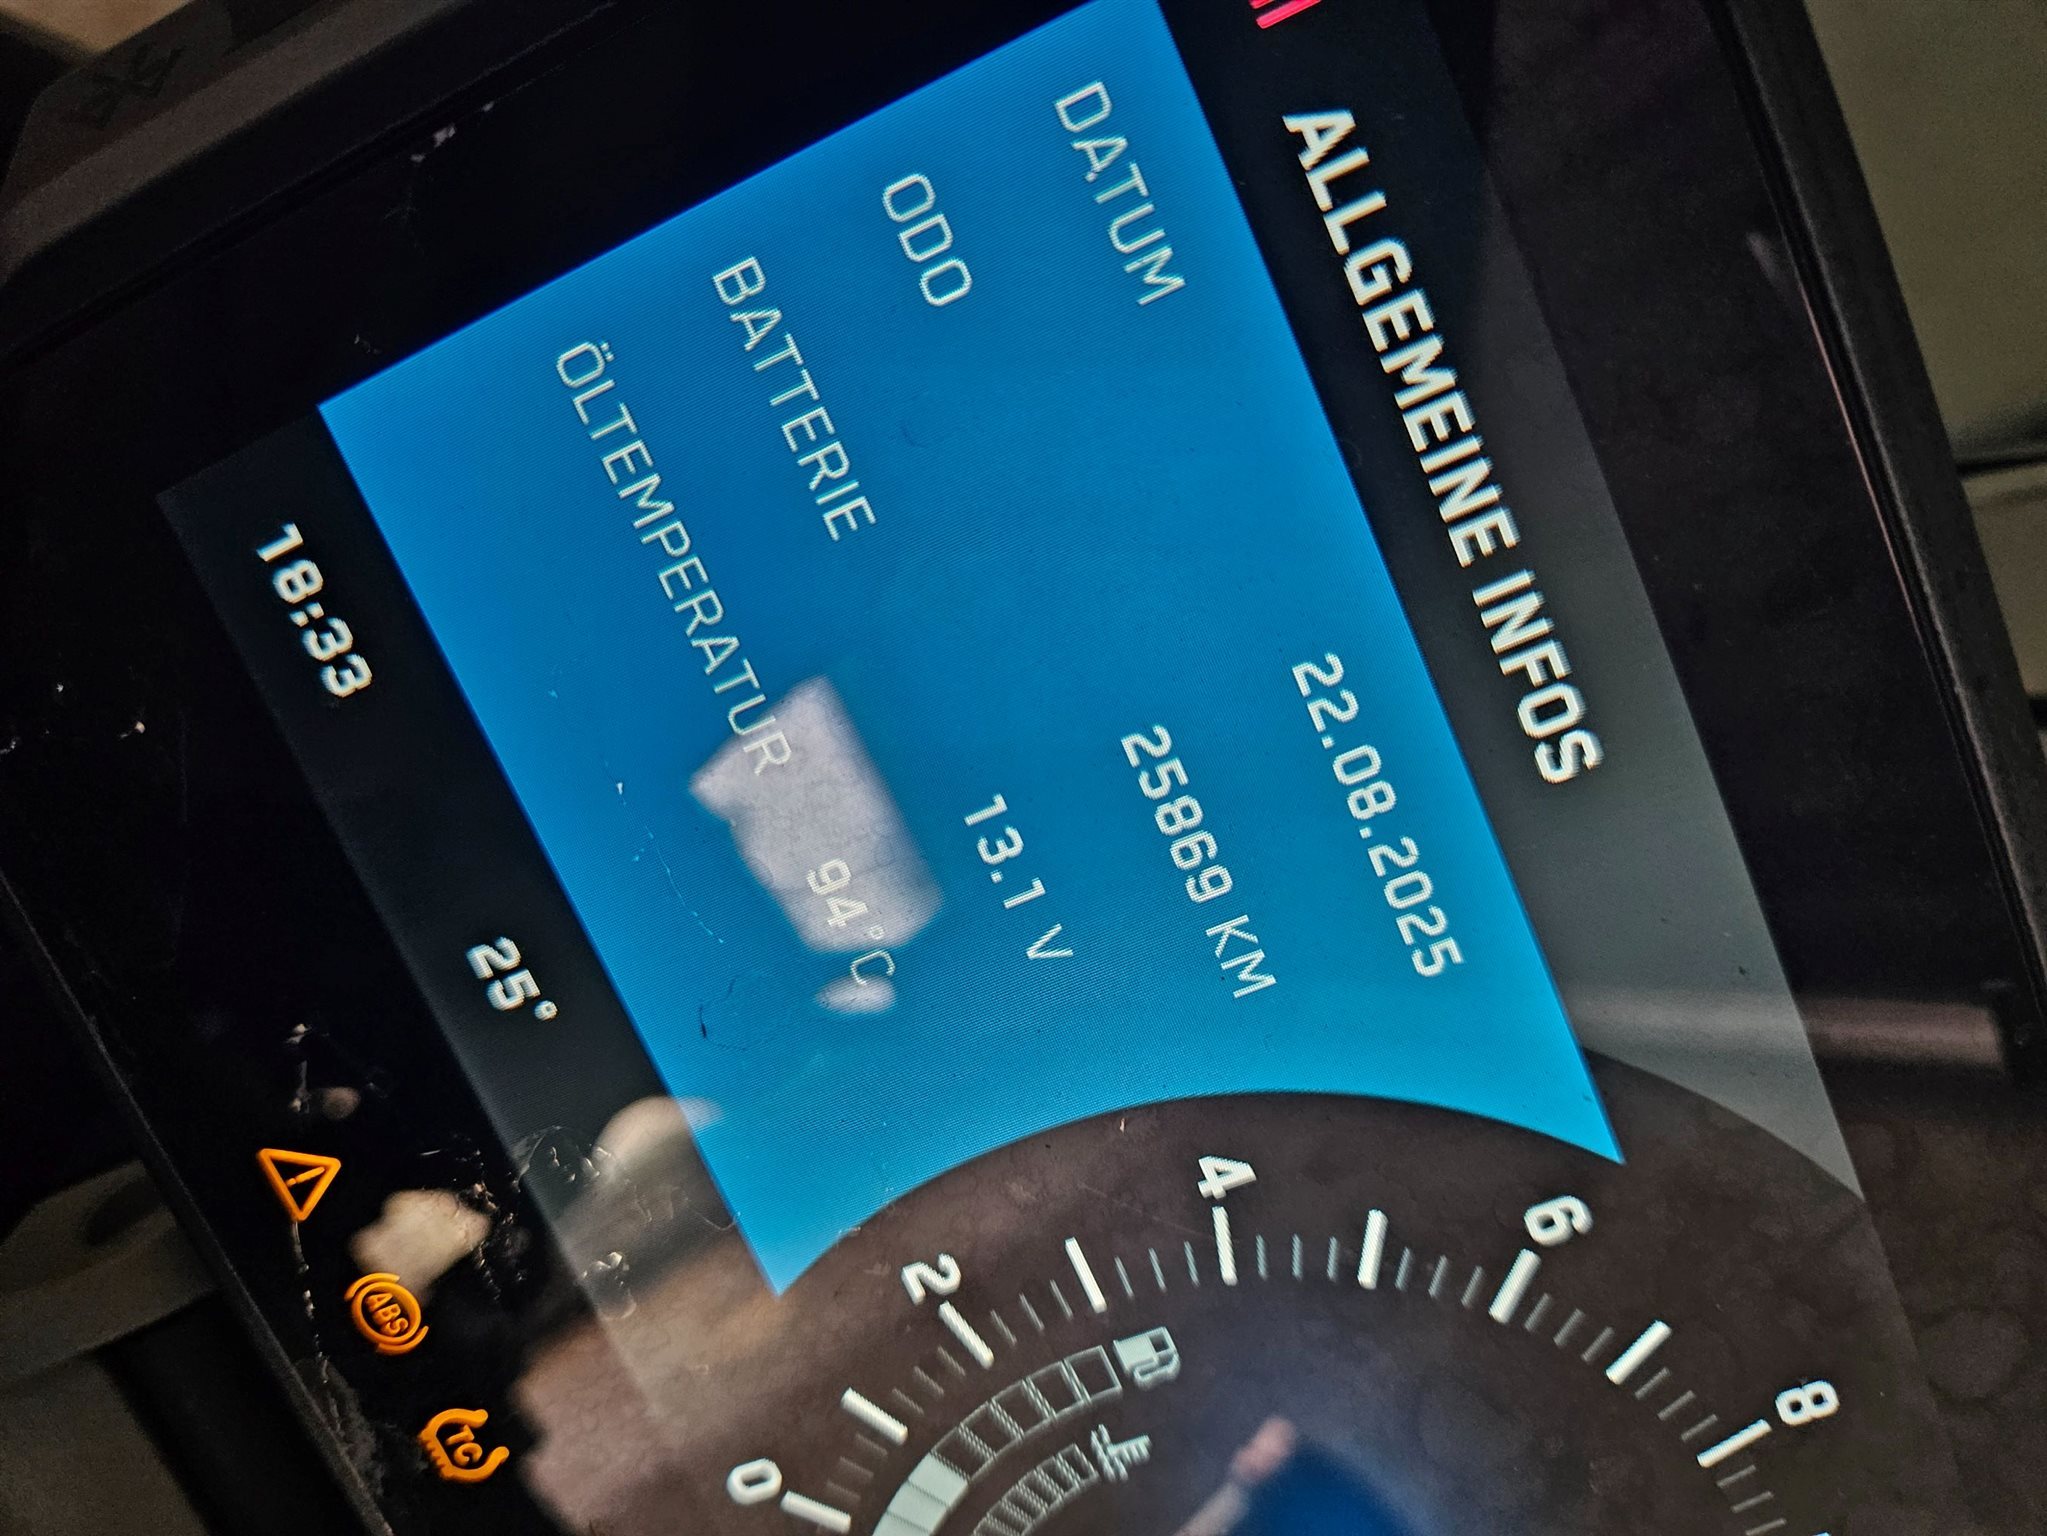 ALLGEMEINE INFOS
DATUM 22.08.2025
ODO 25869 KM
BATTERIE 13.1 V
ÖLTEMPERATUR 94°C
18:33 25°
0 2 4 6 8
ABS
TC